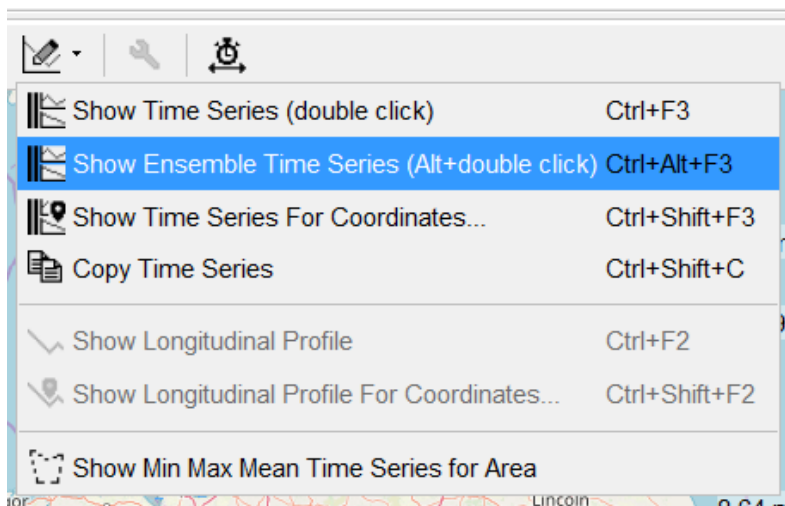 Show Time Series (double click) Ctrl+F3
Show Ensemble Time Series (Alt+double click) Ctrl+Alt+F3
Show Time Series For Coordinates... Ctrl+Shift+F3
Copy Time Series Ctrl+Shift+C
Show Longitudinal Profile Ctrl+F2
Show Longitudinal Profile For Coordinates... Ctrl+Shift+F2
Show Min Max Mean Time Series for Area
Lincoln